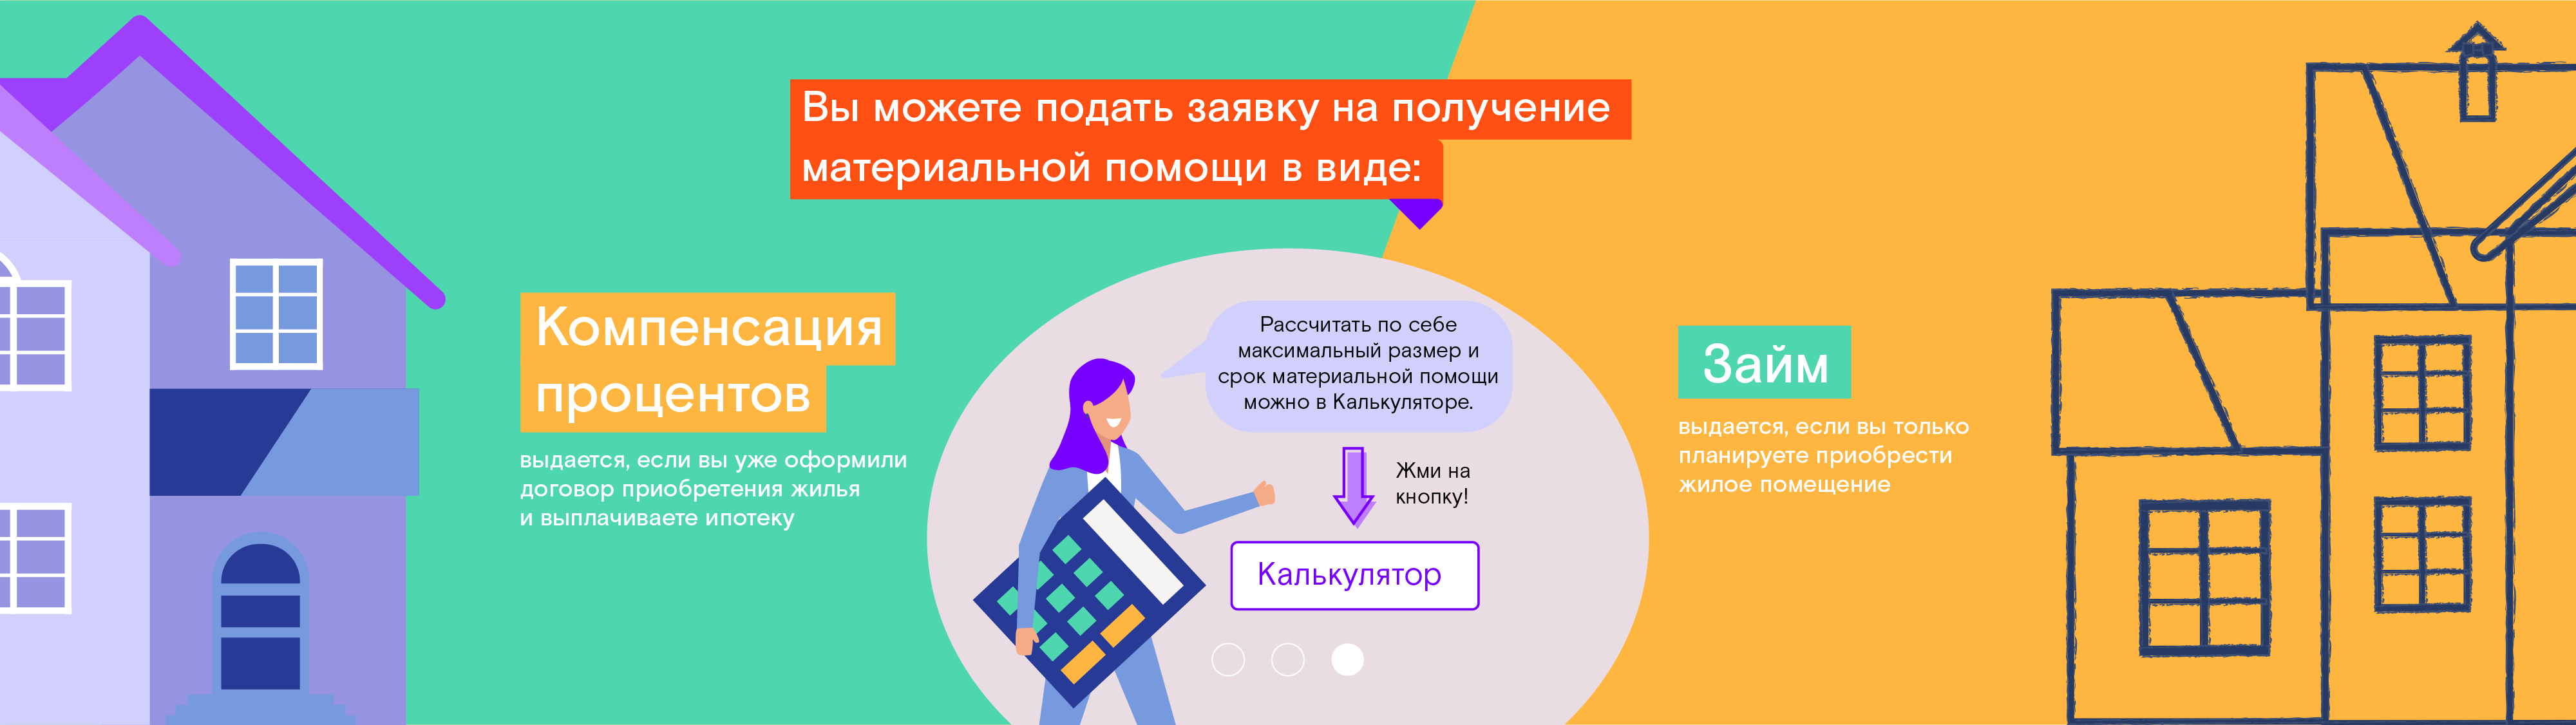 Вы можете подать заявку на получение
материальной помощи в виде:
Компенсация
процентов
выдается, если вы уже оформили
договор приобретения жилья
и выплачиваете ипотеку
Рассчитать по себе
максимальный размер и
срок материальной помощи
можно в Калькуляторе.
Жми на
кнопку!
Калькулятор
Займ
выдается, если вы только
планируете приобрести
жилое помещение